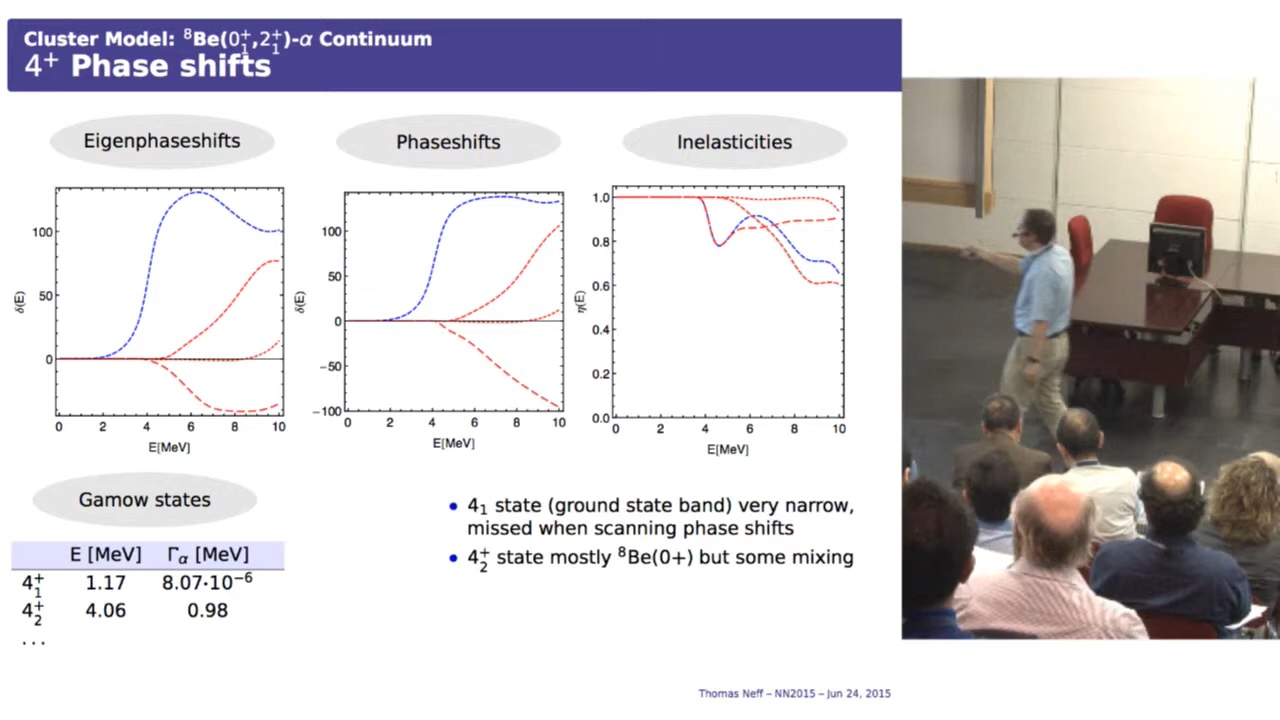 Cluster Model: ⁸Be(0₁⁺,2₁⁺)-α Continuum
4⁺ Phase shifts
Eigenphaseshifts
Phaseshifts
Inelasticities
δ(E)
100
50
0
0 2 4 6 8 10
E[MeV]
δ(E)
100
50
0
−50
−100
0 2 4 6 8 10
E[MeV]
η(E)
1.0
0.8
0.6
0.4
0.2
0.0
0 2 4 6 8 10
E[MeV]
Gamow states
E [MeV] Γα [MeV]
4₁⁺ 1.17 8.07·10⁻⁶
4₂⁺ 4.06 0.98
...
• 4₁ state (ground state band) very narrow,
missed when scanning phase shifts
• 4₂⁺ state mostly ⁸Be(0+) but some mixing
Thomas Neff – NN2015 – Jun 24, 2015